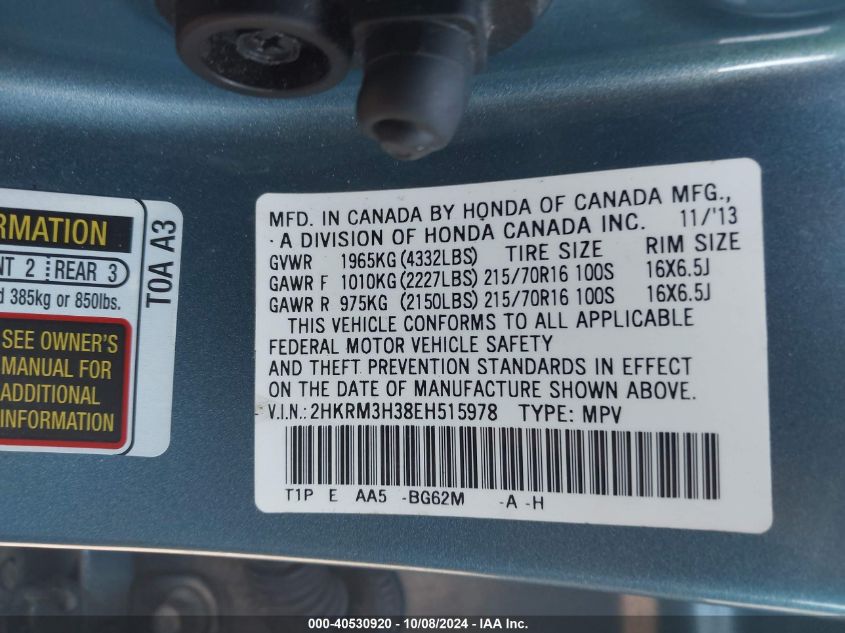 RMATION
NT 2 REAR 3
d 385kg or 850lbs.
SEE OWNER'S
MANUAL FOR
ADDITIONAL
INFORMATION
T0A A3
MFD. IN CANADA BY HONDA OF CANADA MFG.,
A DIVISION OF HONDA CANADA INC. 11/'13
GVWR 1965KG (4332LBS) TIRE SIZE RIM SIZE
GAWR F 1010KG (2227LBS) 215/70R16 100S 16X6.5J
GAWR R 975KG (2150LBS) 215/70R16 100S 16X6.5J
THIS VEHICLE CONFORMS TO ALL APPLICABLE
FEDERAL MOTOR VEHICLE SAFETY
AND THEFT PREVENTION STANDARDS IN EFFECT
ON THE DATE OF MANUFACTURE SHOWN ABOVE.
V.I.N.: 2HKRM3H38EH515978 TYPE: MPV
T1P E AA5 -BG62M -A -H
000-40530920 - 10/08/2024 - IAA Inc.